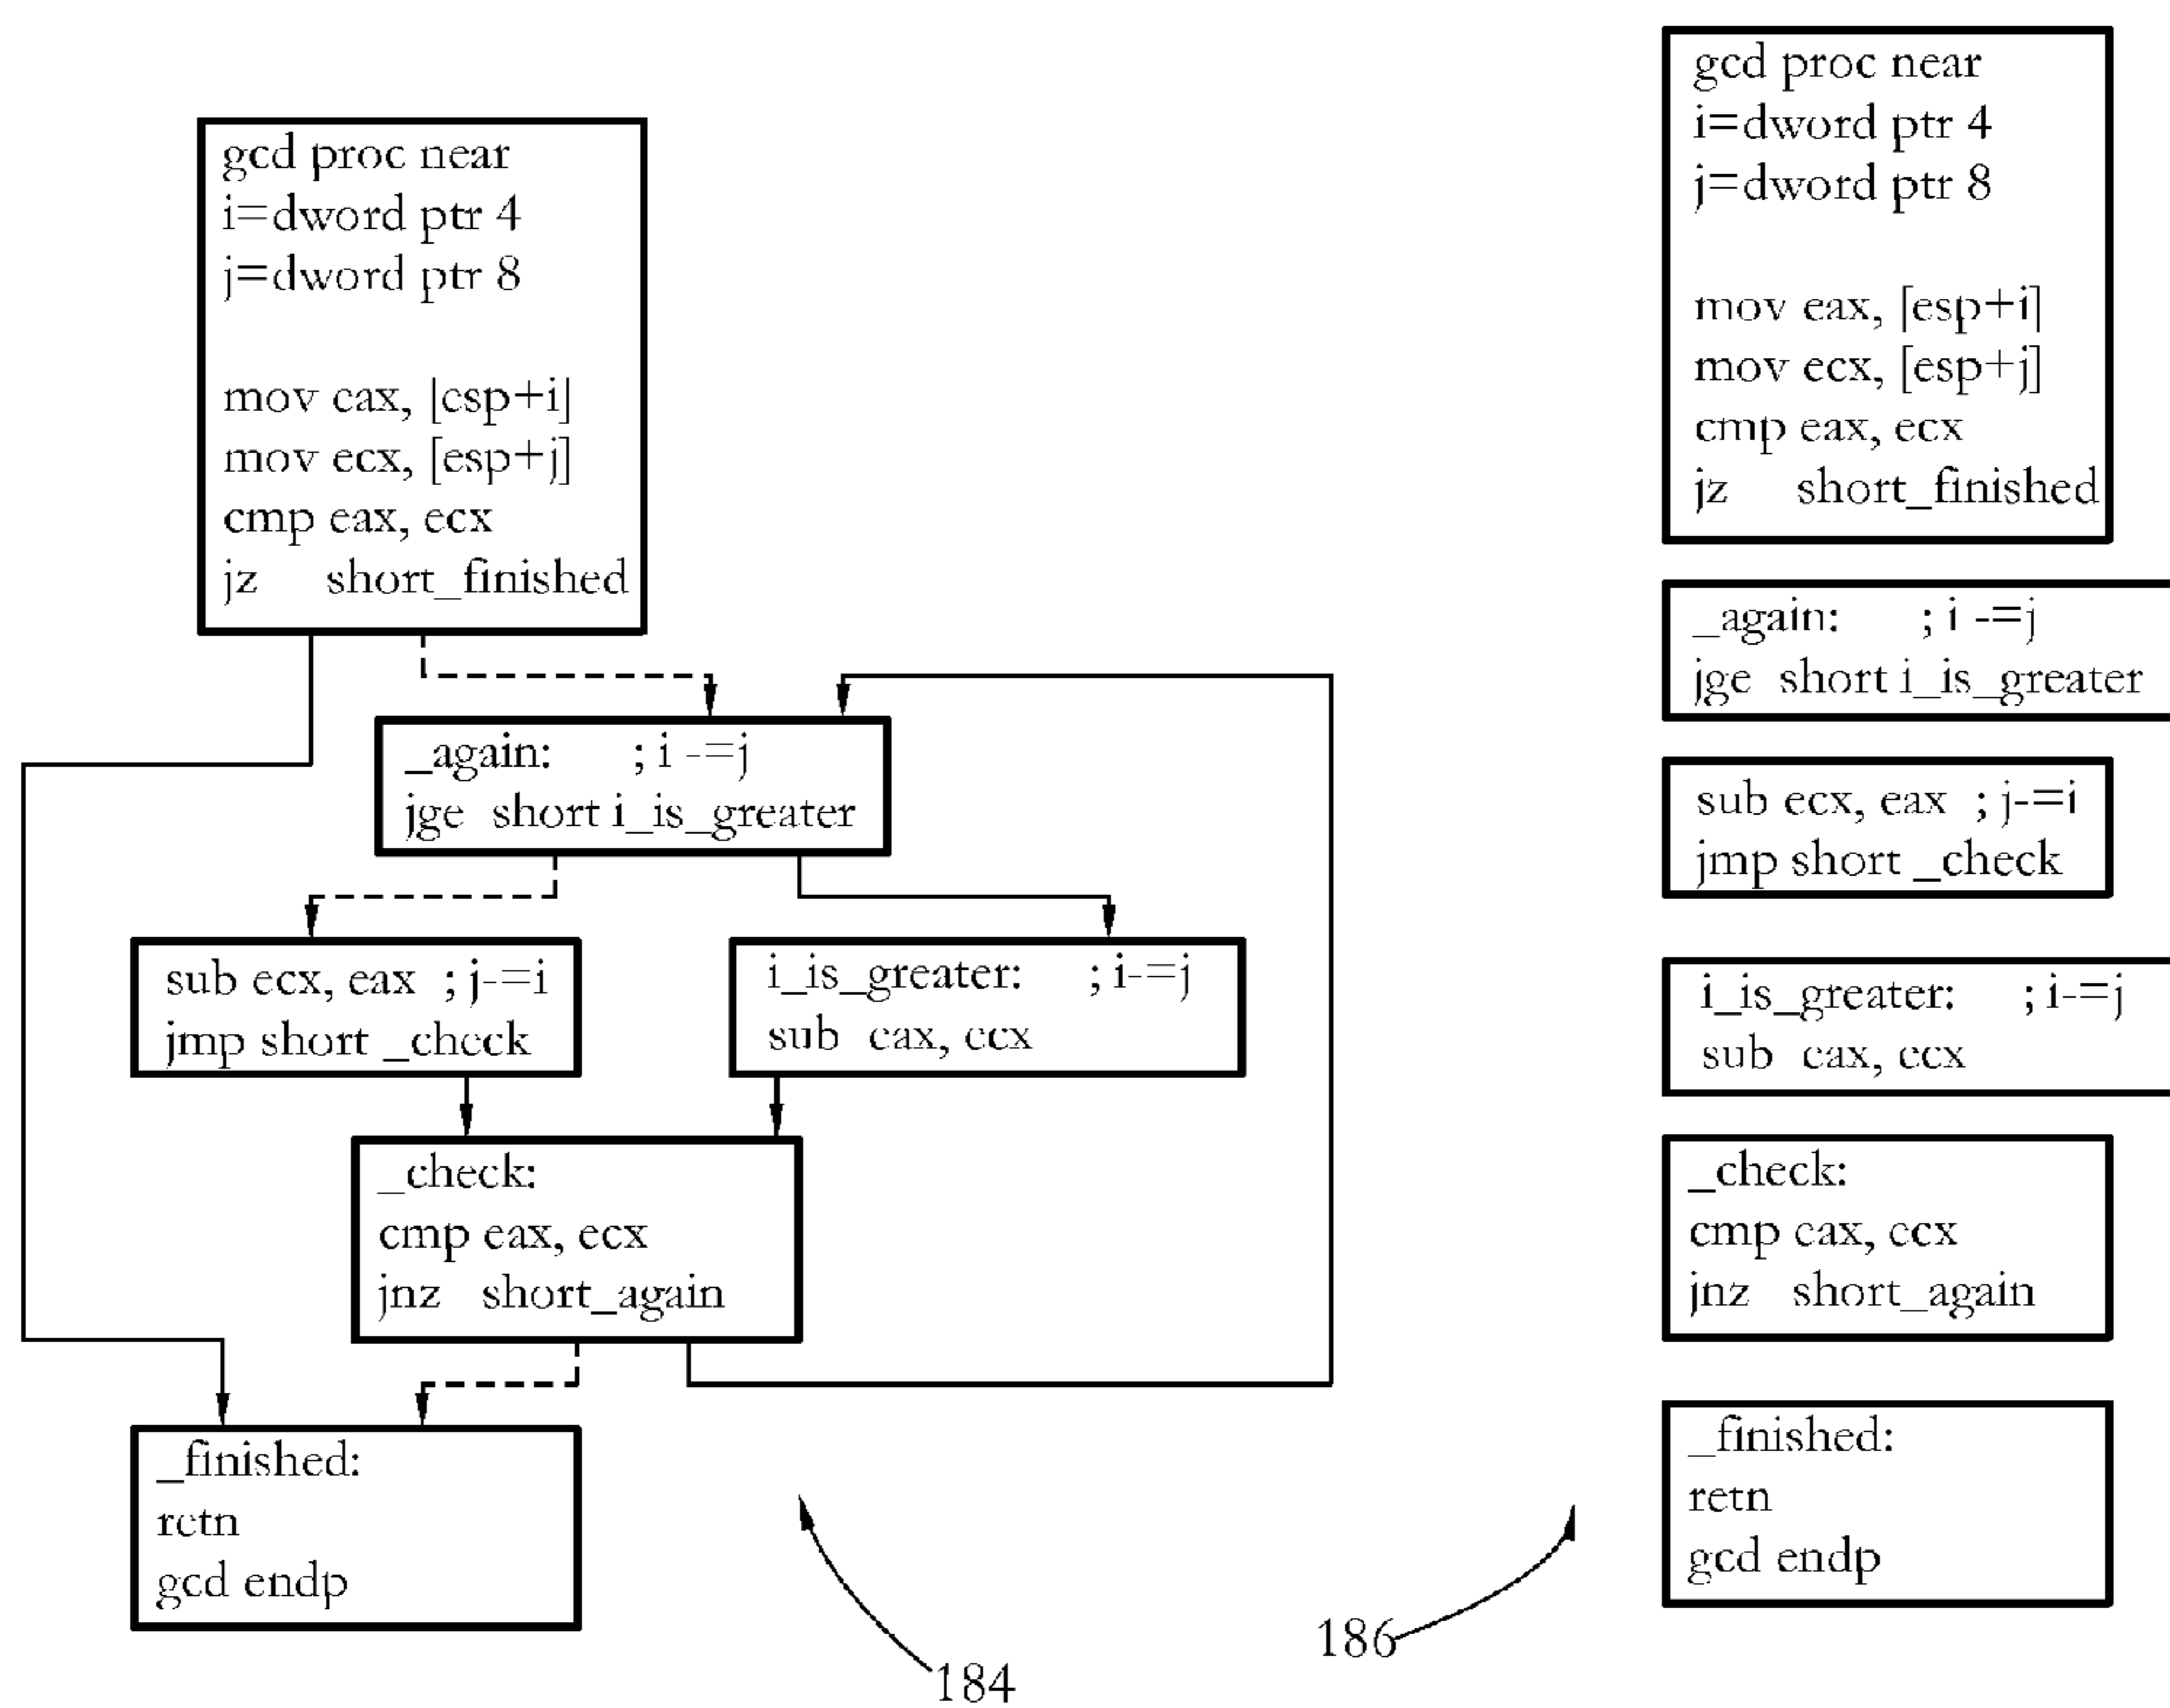 gcd proc near
i=dword ptr 4
j=dword ptr 8
mov cax, [csp+i]
mov ecx, [esp+j]
cmp eax, ecx
jz short_finished
_again: ; i -=j
jge short i_is_greater
sub ecx, eax ; j-=i
jmp short _check
i_is_greater: ; i-=j
sub cax, ccx
_check:
cmp eax, ecx
jnz short_again
_finished:
retn
gcd endp
184
gcd proc near
i=dword ptr 4
j=dword ptr 8
mov eax, [esp+i]
mov ecx, [esp+j]
cmp eax, ecx
jz short_finished
_again: ; i -=j
jge short i_is_greater
sub ecx, eax ; j-=i
jmp short _check
i_is_greater: ; i-=j
sub cax, ccx
_check:
cmp cax, ccx
jnz short_again
_finished:
retn
gcd endp
186